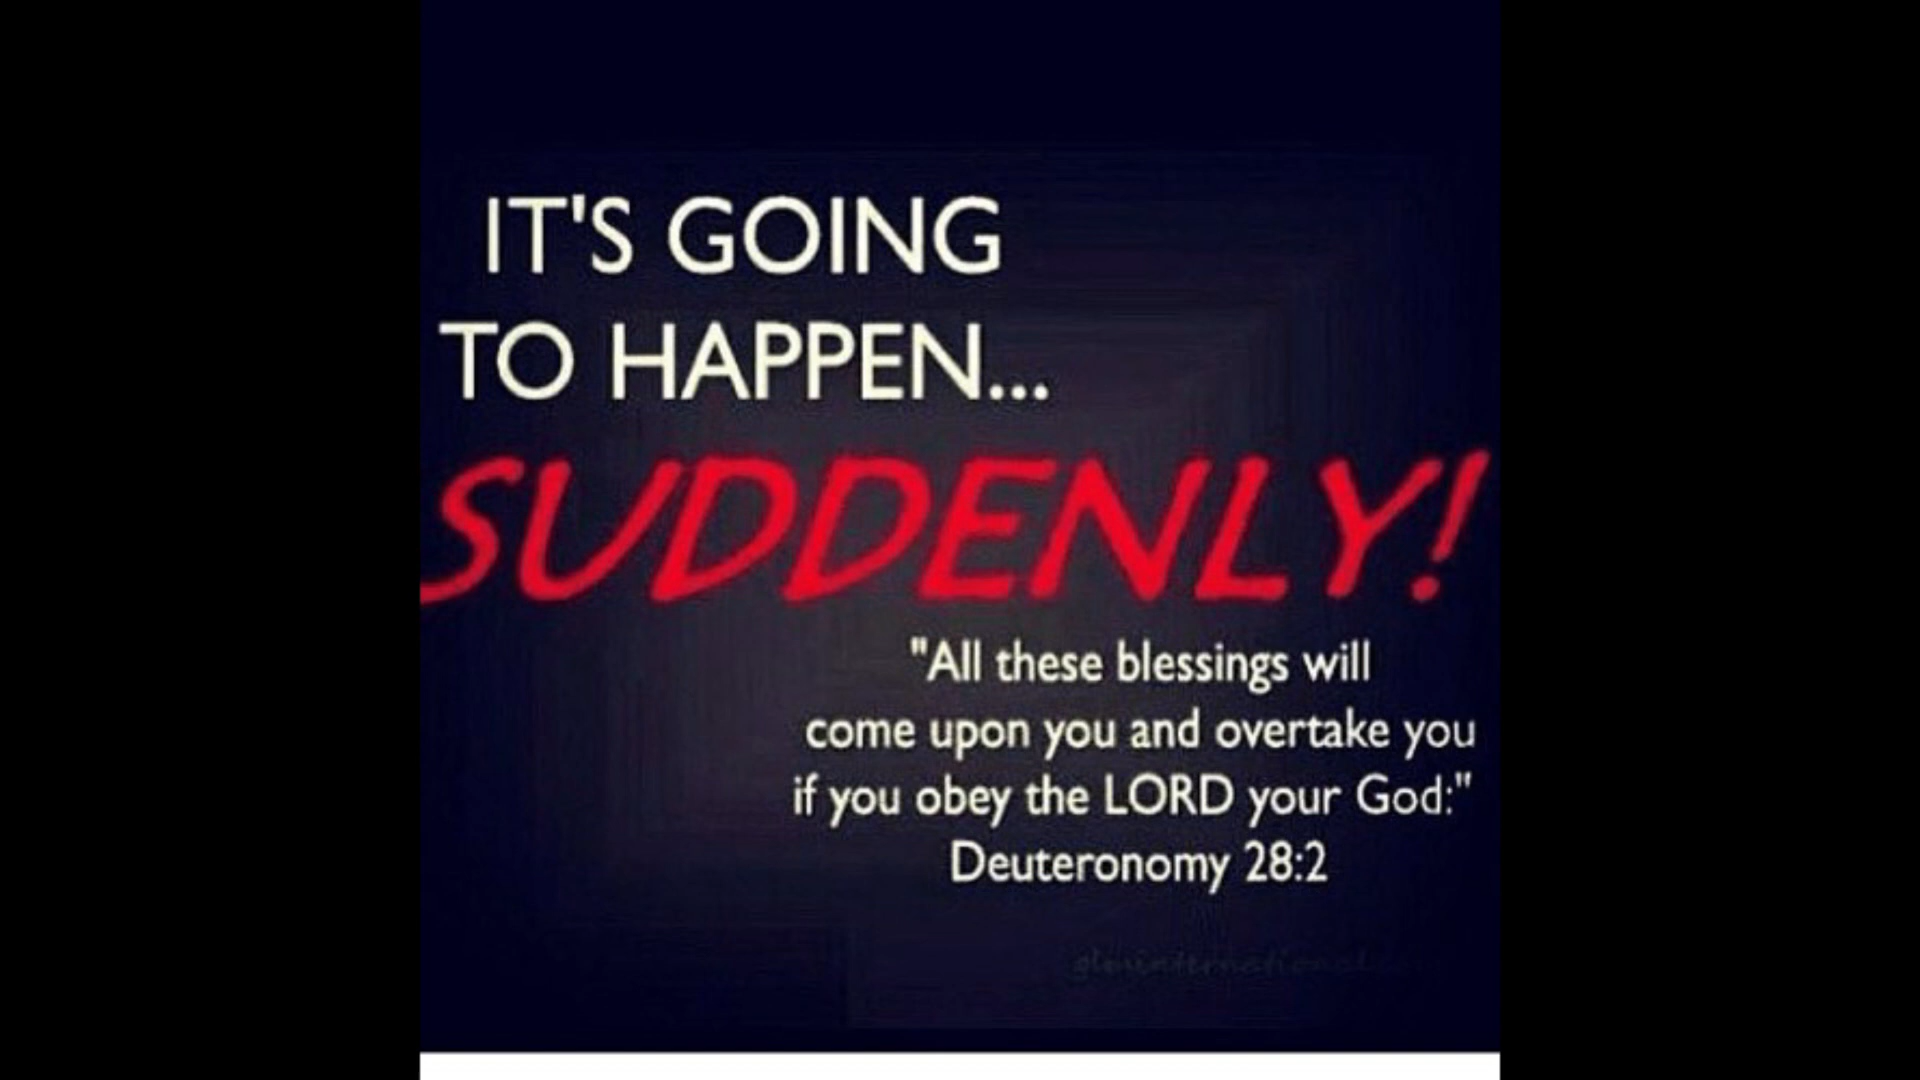 IT'S GOING
TO HAPPEN...
SUDDENLY!
"All these blessings will
come upon you and overtake you
if you obey the LORD your God:"
Deuteronomy 28:2